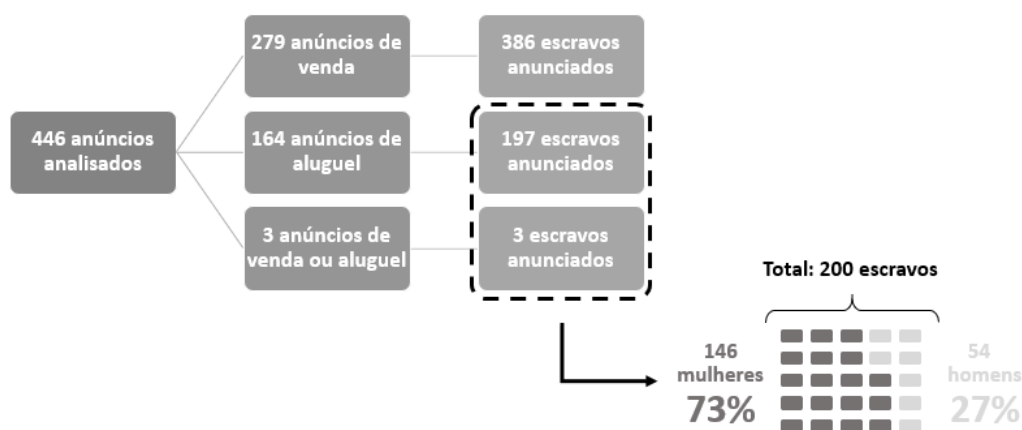 279 anúncios de
venda
386 escravos
anunciados
446 anúncios
analisados
164 anúncios de
aluguel
197 escravos
anunciados
3 anúncios de
venda ou aluguel
3 escravos
anunciados
Total: 200 escravos
146
mulheres
73%
54
homens
27%